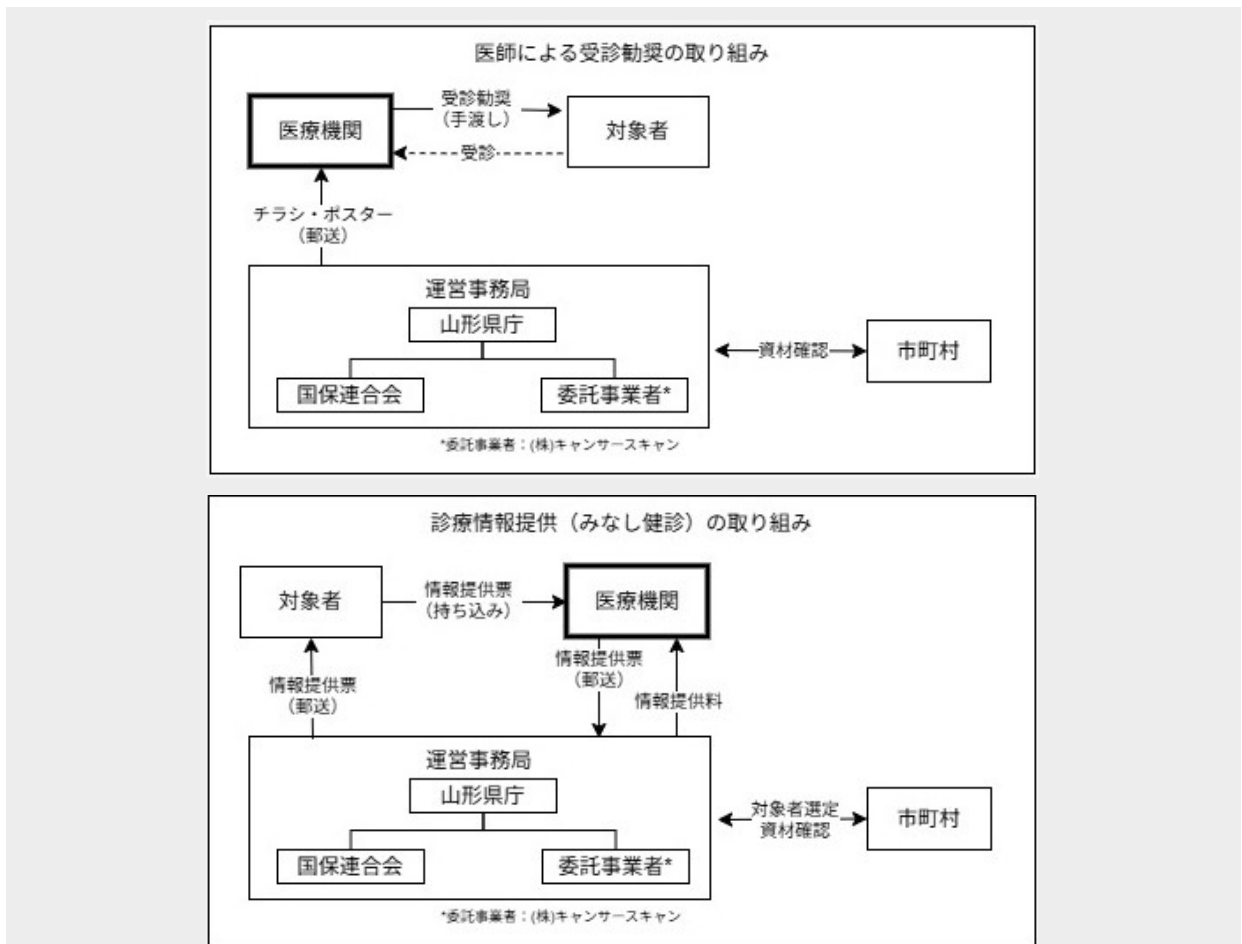 医師による受診勧奨の取り組み
医療機関
受診勧奨
（手渡し）
対象者
受診
チラシ・ポスター
（郵送）
運営事務局
山形県庁
国保連合会
委託事業者*
資材確認
市町村
*委託事業者：(株)キャンサースキャン
診療情報提供（みなし健診）の取り組み
対象者
情報提供票
（持ち込み）
医療機関
情報提供票
（郵送）
情報提供票
（郵送）
情報提供料
運営事務局
山形県庁
国保連合会
委託事業者*
対象者選定
資材確認
市町村
*委託事業者：(株)キャンサースキャン